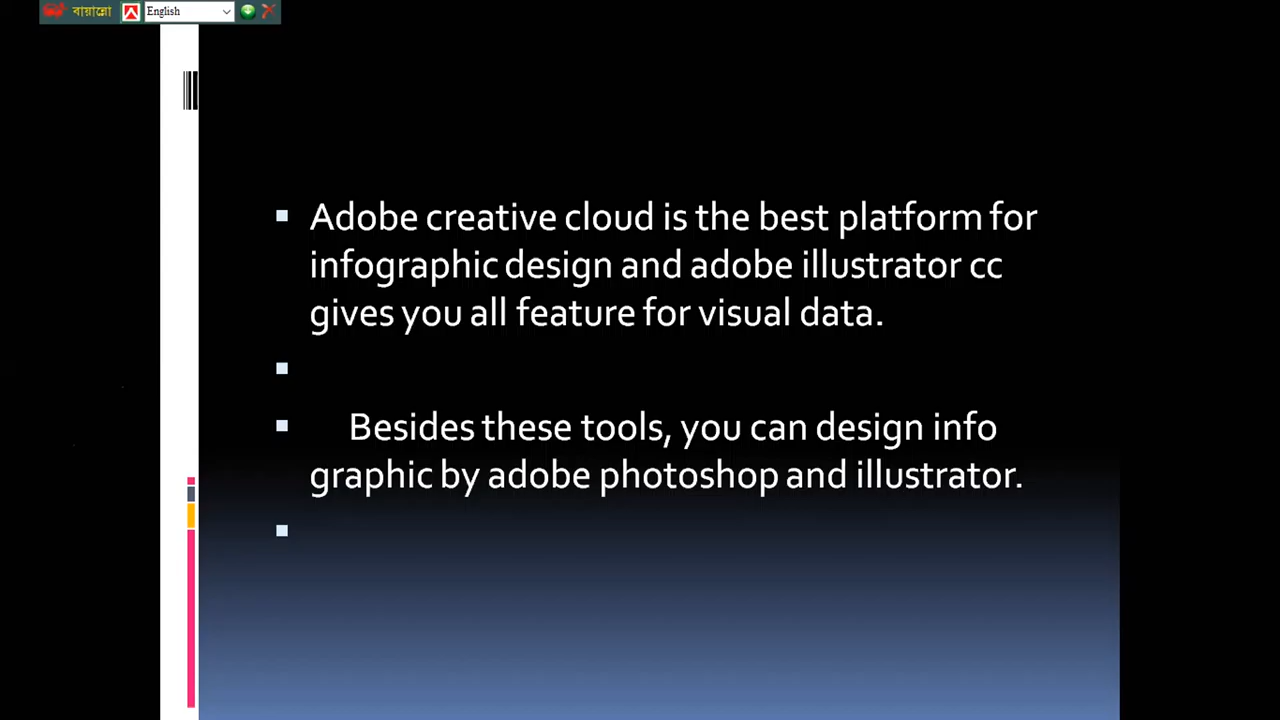 বায়ান্নো English
Adobe creative cloud is the best platform for
infographic design and adobe illustrator cc
gives you all feature for visual data.
Besides these tools, you can design info
graphic by adobe photoshop and illustrator.